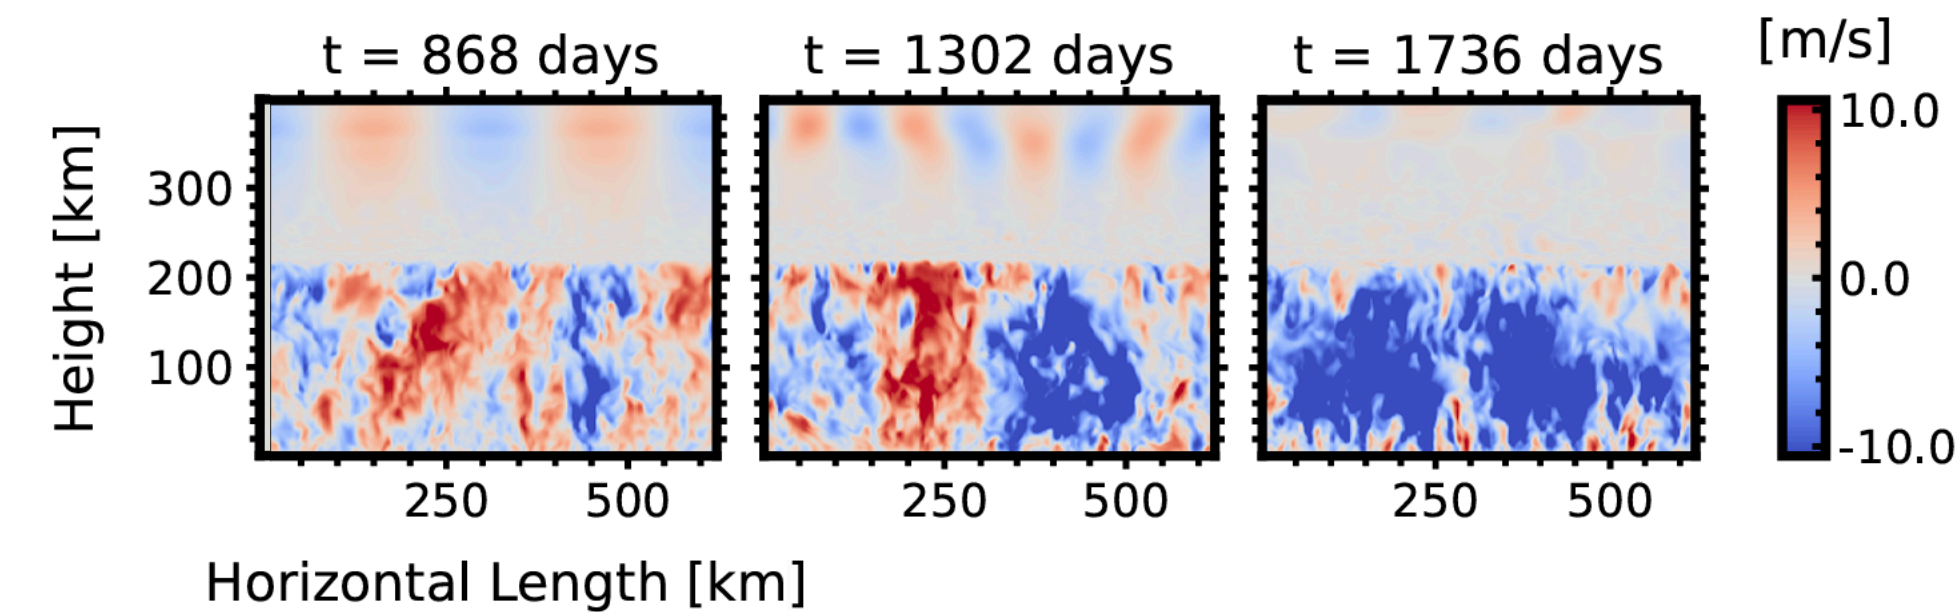 t = 868 days
t = 1302 days
t = 1736 days
[m/s]
Height [km]
300
200
100
250
500
250
500
250
500
10.0
0.0
-10.0
Horizontal Length [km]